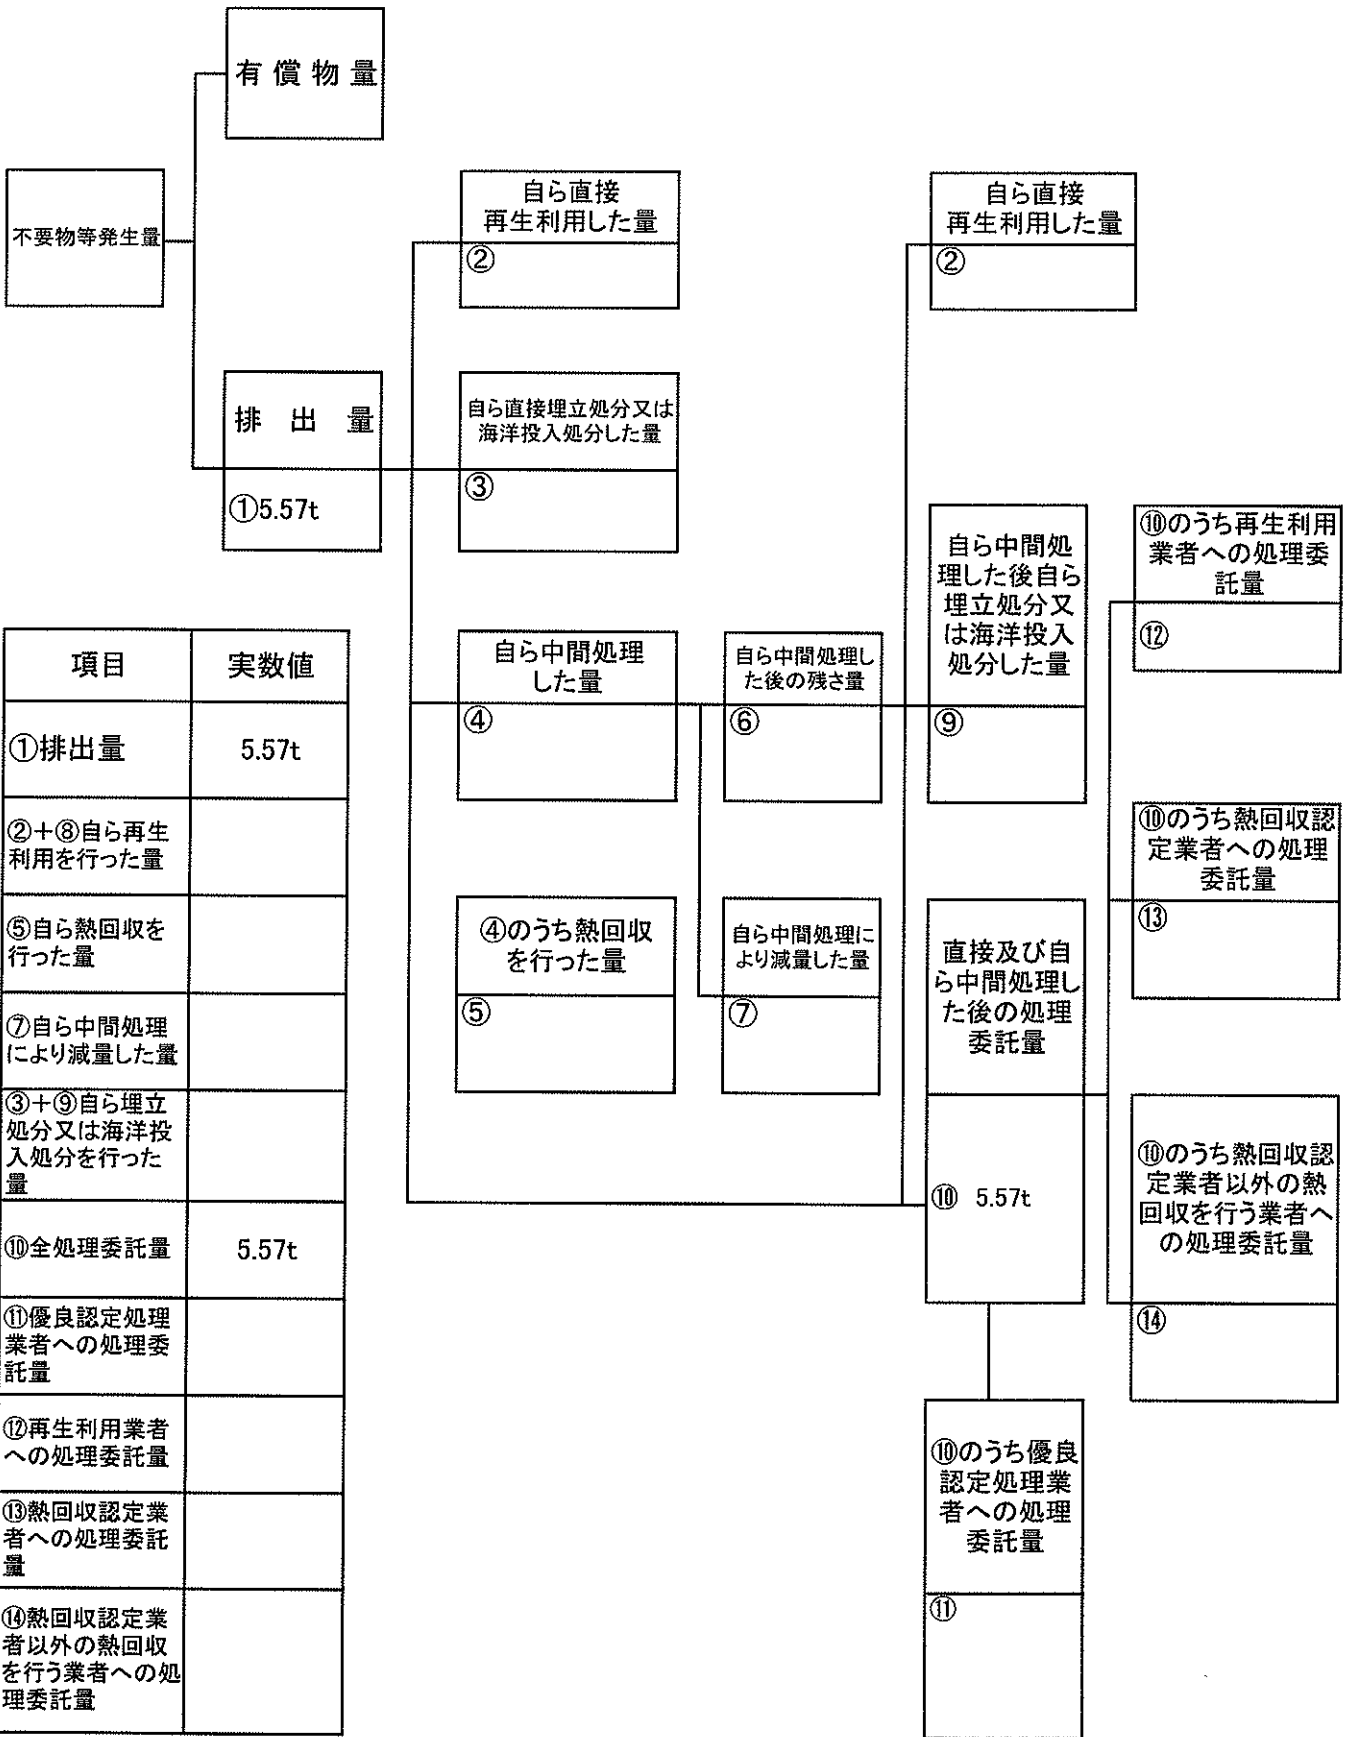 有償物量
不要物等発生量
自ら直接
再生利用した量
②
自ら直接
再生利用した量
②
排出量
①5.57t
自ら直接埋立処分又は
海洋投入処分した量
③
自ら中間処理
した量
④
自ら中間処理し
た後の残さ量
⑥
自ら中間処
理した後自ら
埋立処分又
は海洋投入
処分した量
⑨
⑩のうち再生利用
業者への処理委
託量
⑫
④のうち熱回収
を行った量
⑤
自ら中間処理に
より減量した量
⑦
直接及び自
ら中間処理し
た後の処理
委託量
⑩ 5.57t
⑩のうち熱回収認
定業者への処理
委託量
⑬
⑩のうち熱回収認
定業者以外の熱
回収を行う業者へ
の処理委託量
⑭
⑩のうち優良
認定処理業
者への処理
委託量
⑪
項目 実数値
①排出量 5.57t
②+⑧自ら再生
利用を行った量
⑤自ら熱回収を
行った量
⑦自ら中間処理
により減量した量
③+⑨自ら埋立
処分又は海洋投
入処分を行った
量
⑩全処理委託量 5.57t
⑪優良認定処理
業者への処理委
託量
⑫再生利用業者
への処理委託量
⑬熱回収認定業
者への処理委託
量
⑭熱回収認定業
者以外の熱回収
を行う業者への処
理委託量